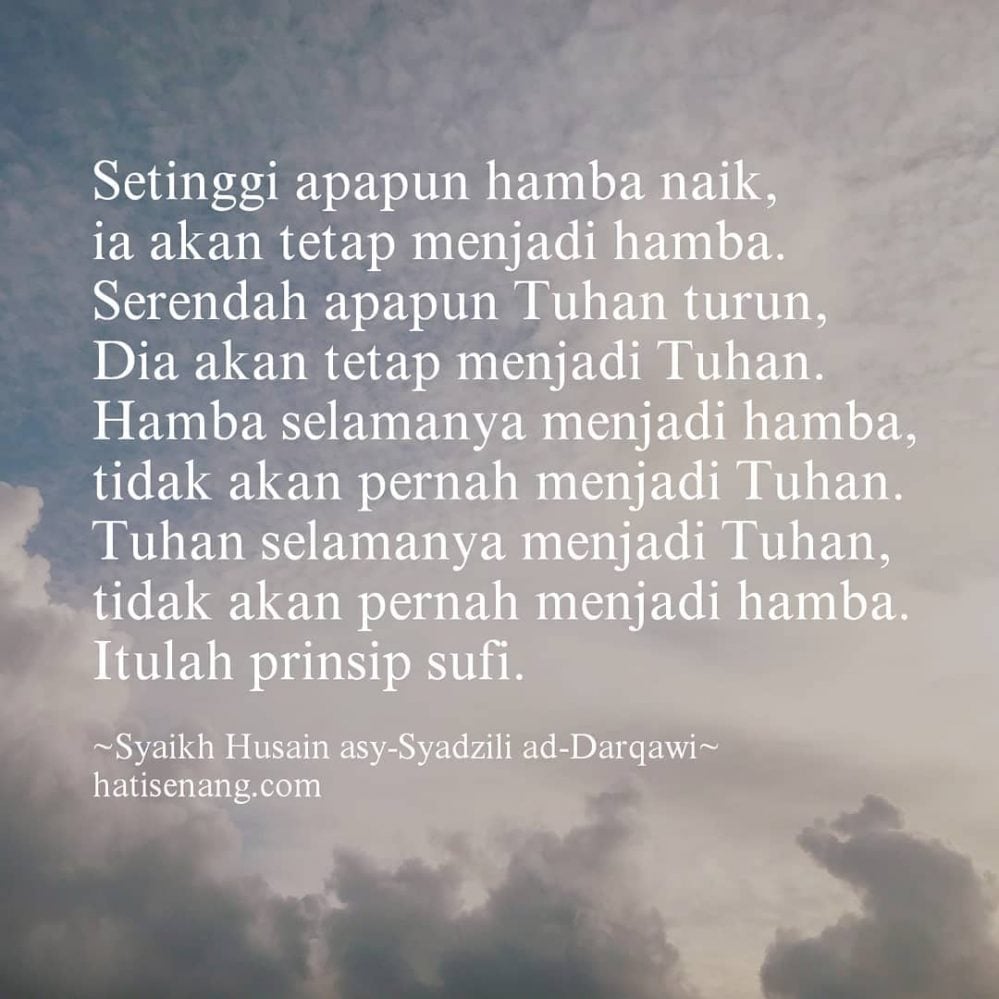 Setinggi apapun hamba naik,
ia akan tetap menjadi hamba.
Serendah apapun Tuhan turun,
Dia akan tetap menjadi Tuhan.
Hamba selamanya menjadi hamba,
tidak akan pernah menjadi Tuhan.
Tuhan selamanya menjadi Tuhan,
tidak akan pernah menjadi hamba.
Itulah prinsip sufi.
~Syaikh Husain asy-Syadzili ad-Darqawi~
hatisenang.com